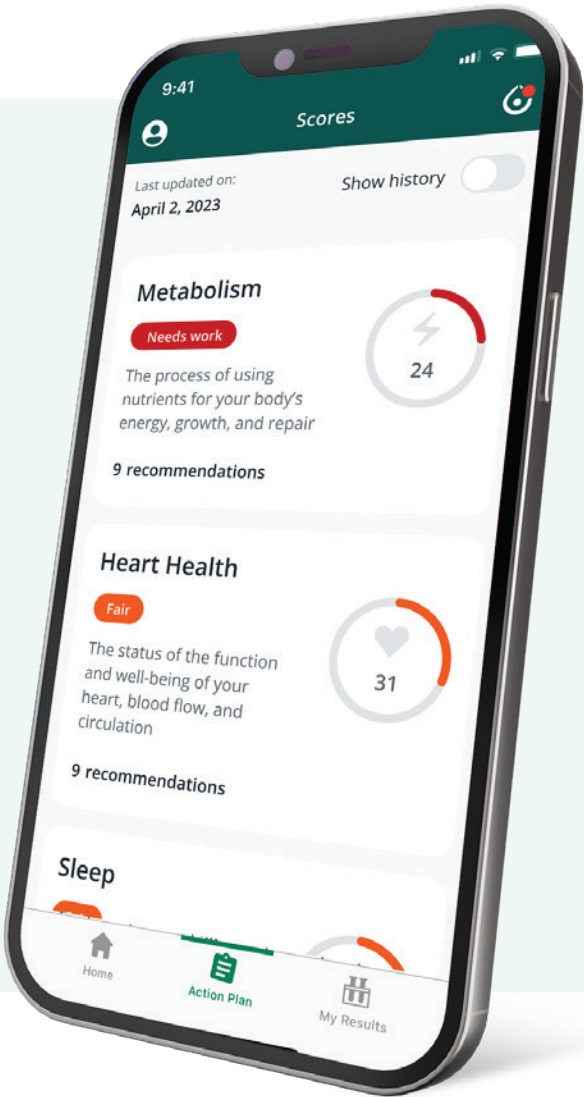 9:41
Scores
Last updated on:
April 2, 2023
Show history
Metabolism
Needs work
The process of using
nutrients for your body's
energy, growth, and repair
24
9 recommendations
Heart Health
Fair
The status of the function
and well-being of your
heart, blood flow, and
circulation
31
9 recommendations
Sleep
Home
Action Plan
My Results